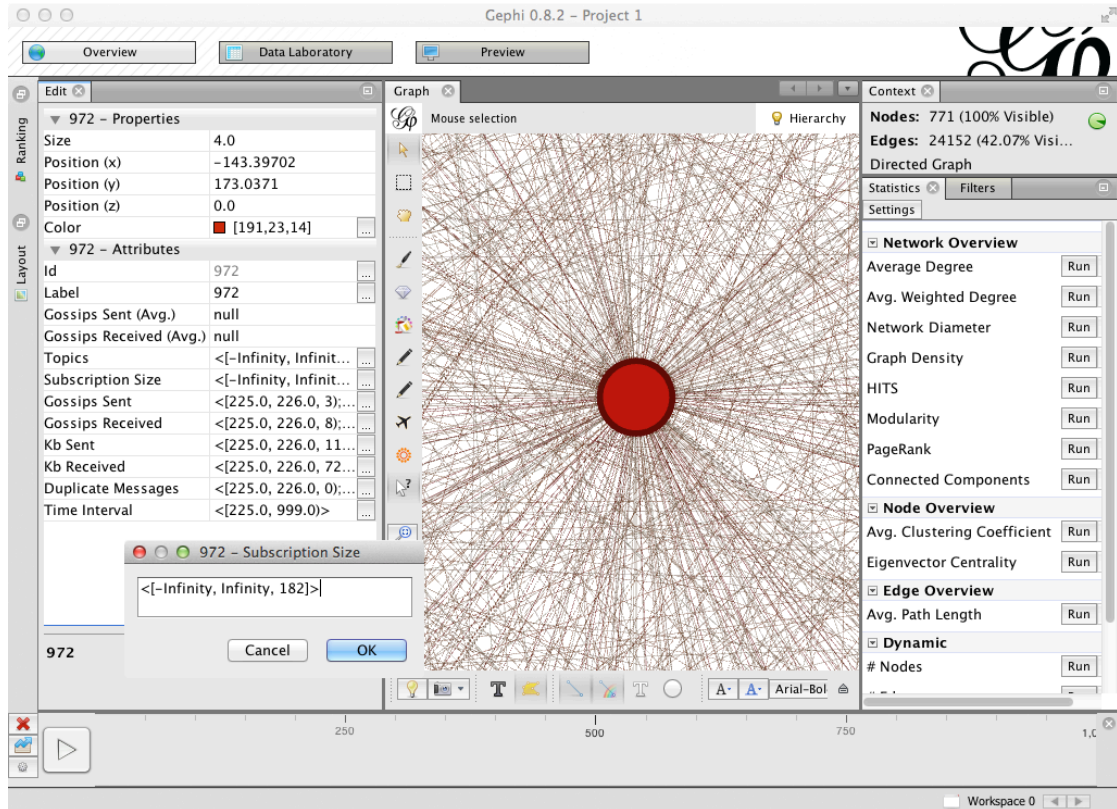 Gephi 0.8.2 – Project 1
Overview
Data Laboratory
Preview
Edit
Ranking
Layout
972 – Properties
Size 4.0
Position (x) −143.39702
Position (y) 173.0371
Position (z) 0.0
Color [191,23,14] ...
972 – Attributes
Id 972 ...
Label 972 ...
Gossips Sent (Avg.) null
Gossips Received (Avg.) null
Topics <[−Infinity, Infinit... ...
Subscription Size <[−Infinity, Infinit... ...
Gossips Sent <[225.0, 226.0, 3);... ...
Gossips Received <[225.0, 226.0, 8);... ...
Kb Sent <[225.0, 226.0, 11... ...
Kb Received <[225.0, 226.0, 72... ...
Duplicate Messages <[225.0, 226.0, 0);... ...
Time Interval <[225.0, 999.0)> ...
972 – Subscription Size
<[−Infinity, Infinity, 182]>
Cancel
OK
972
Graph
Mouse selection
Hierarchy
T
T
A-
A-
Arial-Bol
Context
Nodes: 771 (100% Visible)
Edges: 24152 (42.07% Visi...
Directed Graph
Statistics
Filters
Settings
Network Overview
Average Degree Run
Avg. Weighted Degree Run
Network Diameter Run
Graph Density Run
HITS Run
Modularity Run
PageRank Run
Connected Components Run
Node Overview
Avg. Clustering Coefficient Run
Eigenvector Centrality Run
Edge Overview
Avg. Path Length Run
Dynamic
# Nodes Run
250
500
750
Workspace 0